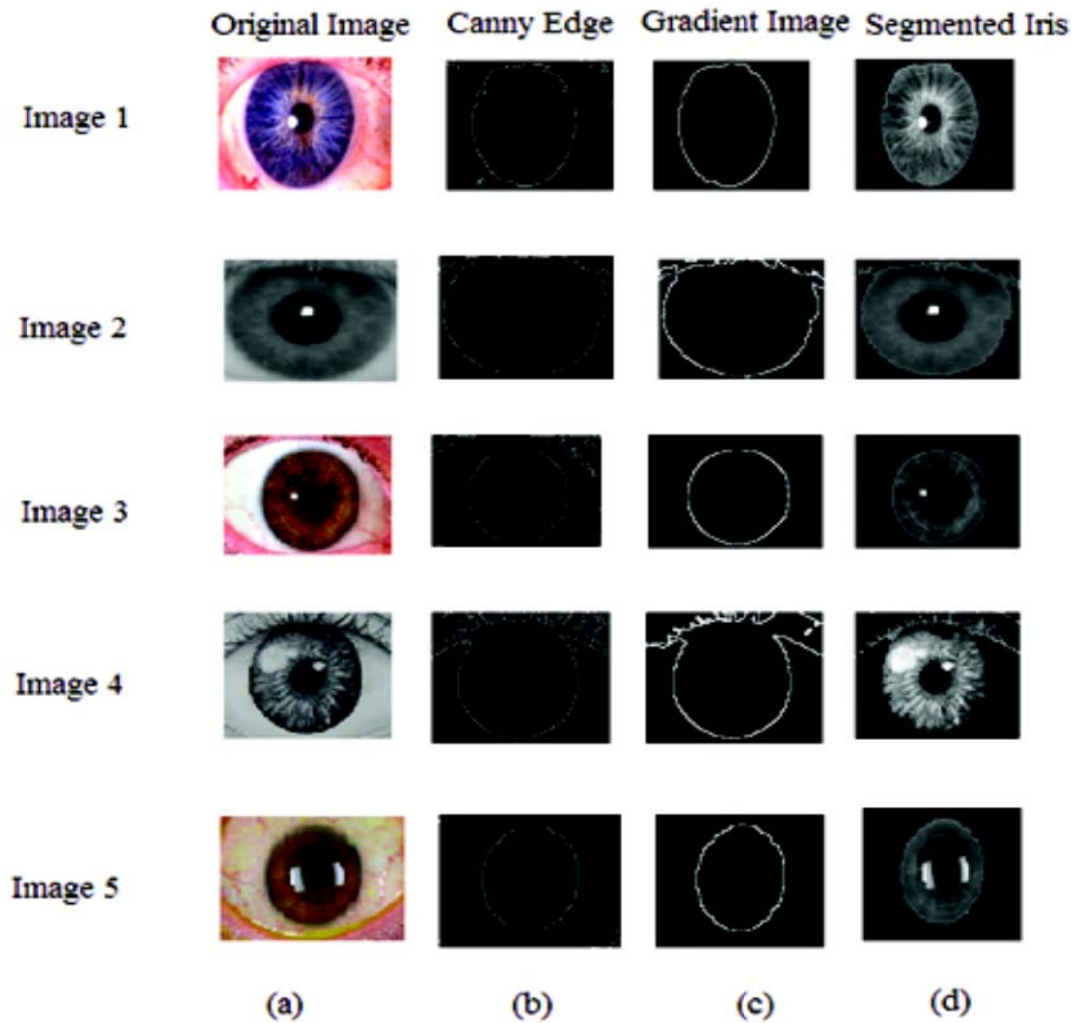 Original Image Canny Edge Gradient Image Segmented Iris
Image 1
Image 2
Image 3
Image 4
Image 5
(a) (b) (c) (d)